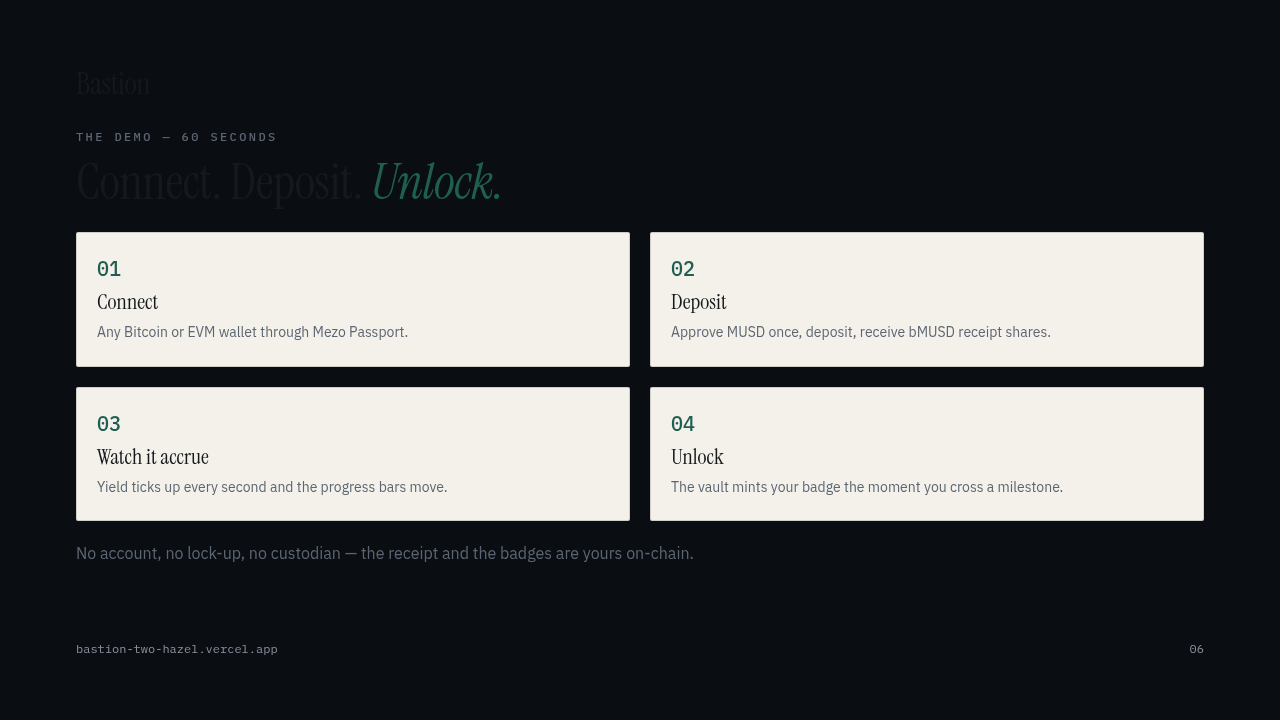 Bastion
THE DEMO — 60 SECONDS
Connect. Deposit. Unlock.
01
Connect
Any Bitcoin or EVM wallet through Mezo Passport.
02
Deposit
Approve MUSD once, deposit, receive bMUSD receipt shares.
03
Watch it accrue
Yield ticks up every second and the progress bars move.
04
Unlock
The vault mints your badge the moment you cross a milestone.
No account, no lock-up, no custodian — the receipt and the badges are yours on-chain.
bastion-two-hazel.vercel.app
06